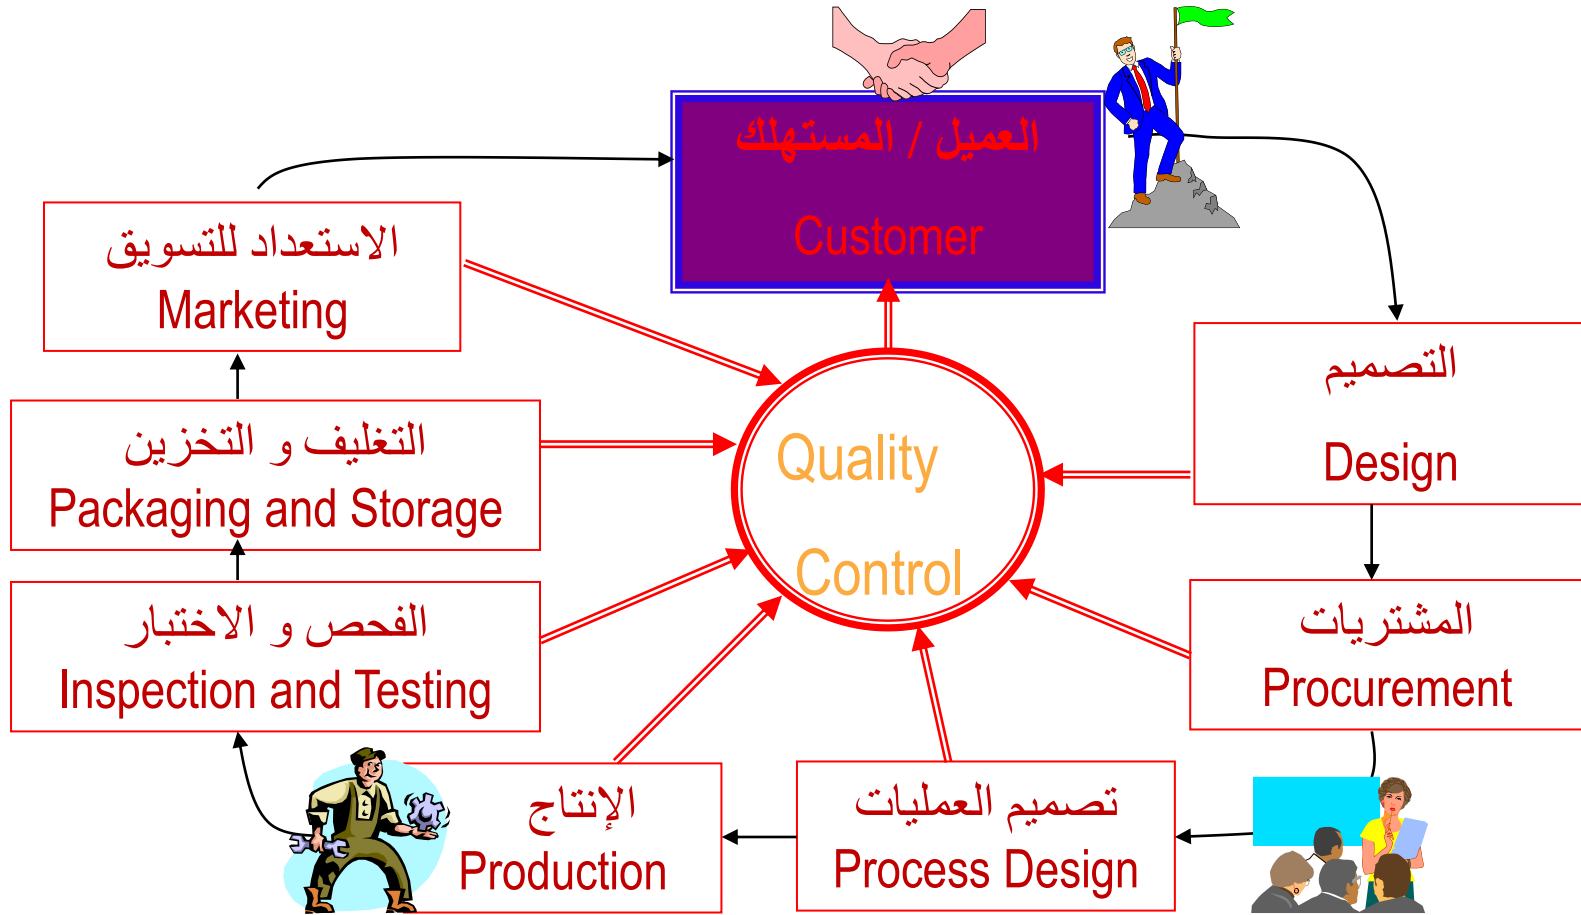 العميل / المستهلك
Customer
التصميم
Design
المشتريات
Procurement
تصميم العمليات
Process Design
الإنتاج
Production
الفحص و الاختبار
Inspection and Testing
التغليف و التخزين
Packaging and Storage
الاستعداد للتسويق
Marketing
Quality
Control